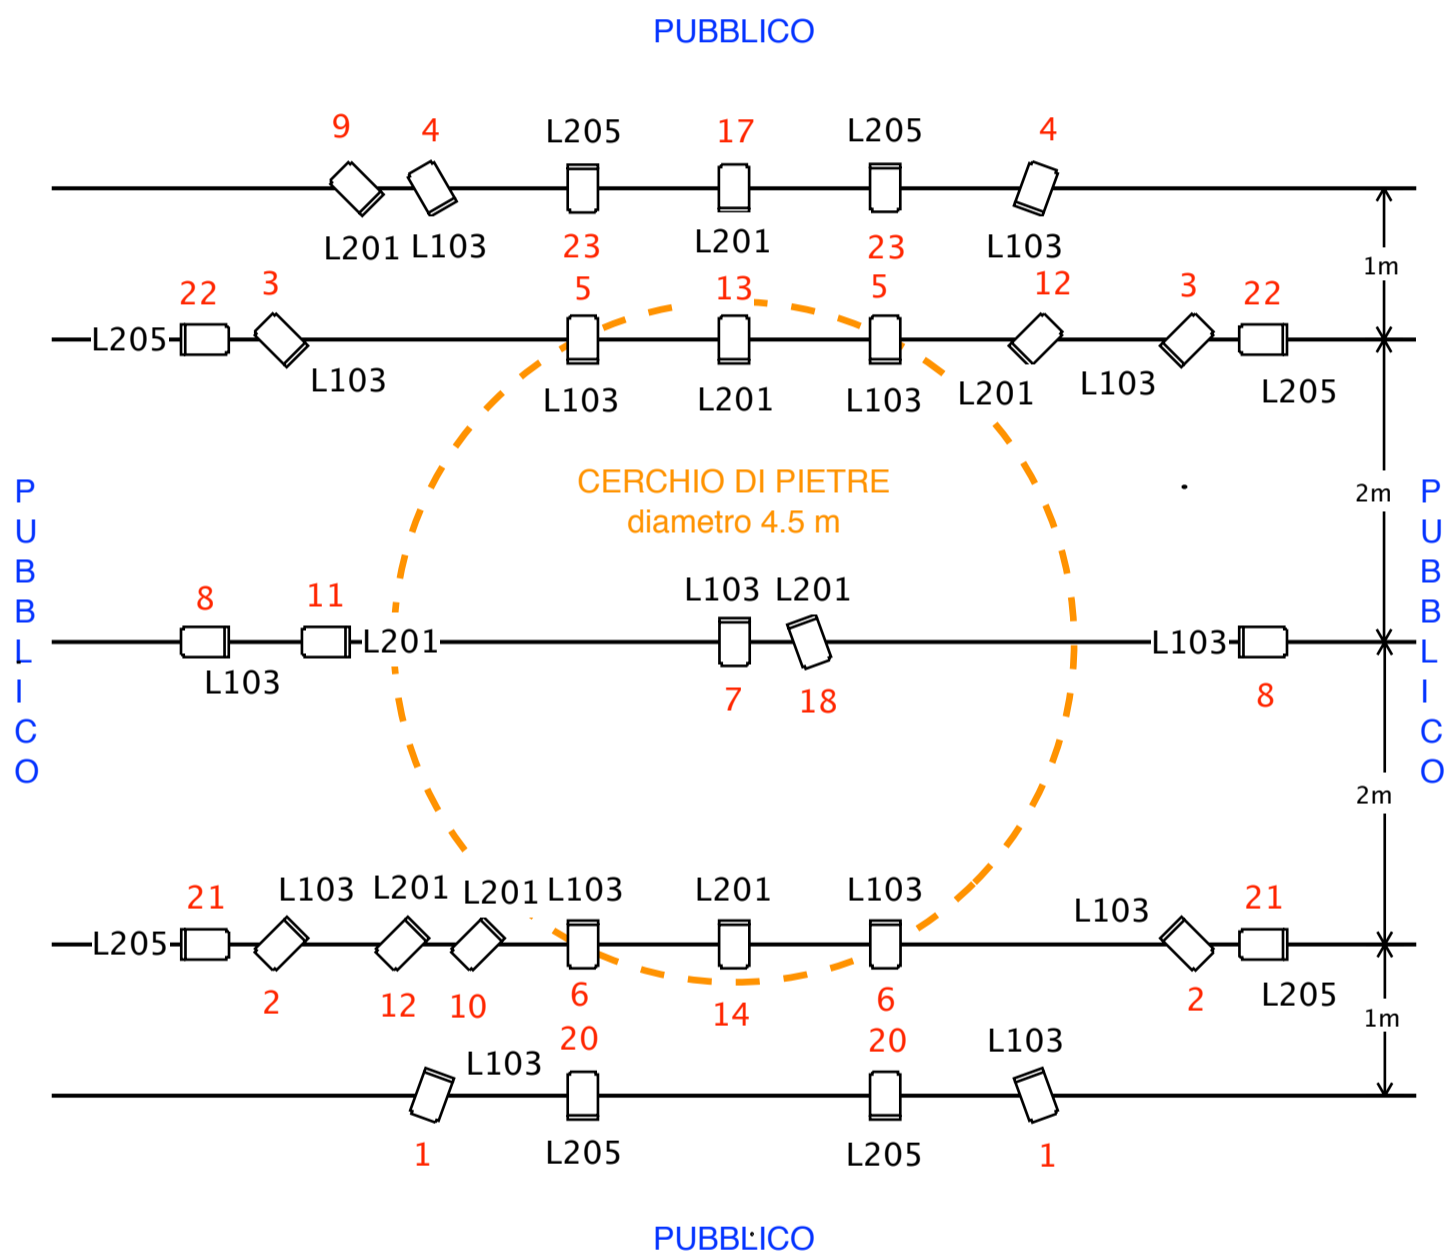 PUBBLICO
9 4 L205 17 L205 4
L201 L103 23 L201 23 L103
1m
22 3 5 13 5 12 3 22
L205 L103 L103 L201 L103 L201 L103 L205
CERCHIO DI PIETRE
diametro 4.5 m
2m
PUBBLICO
PUBBLICO
8 11 L103 L201
L201 L103
L103 7 18 8
2m
21 L103 L201 L201 L103 L201 L103 L103 21
L205
2 12 10 6 14 6 2 L205
1m
20 20
L103 L103
1 L205 L205 1
PUBBLICO